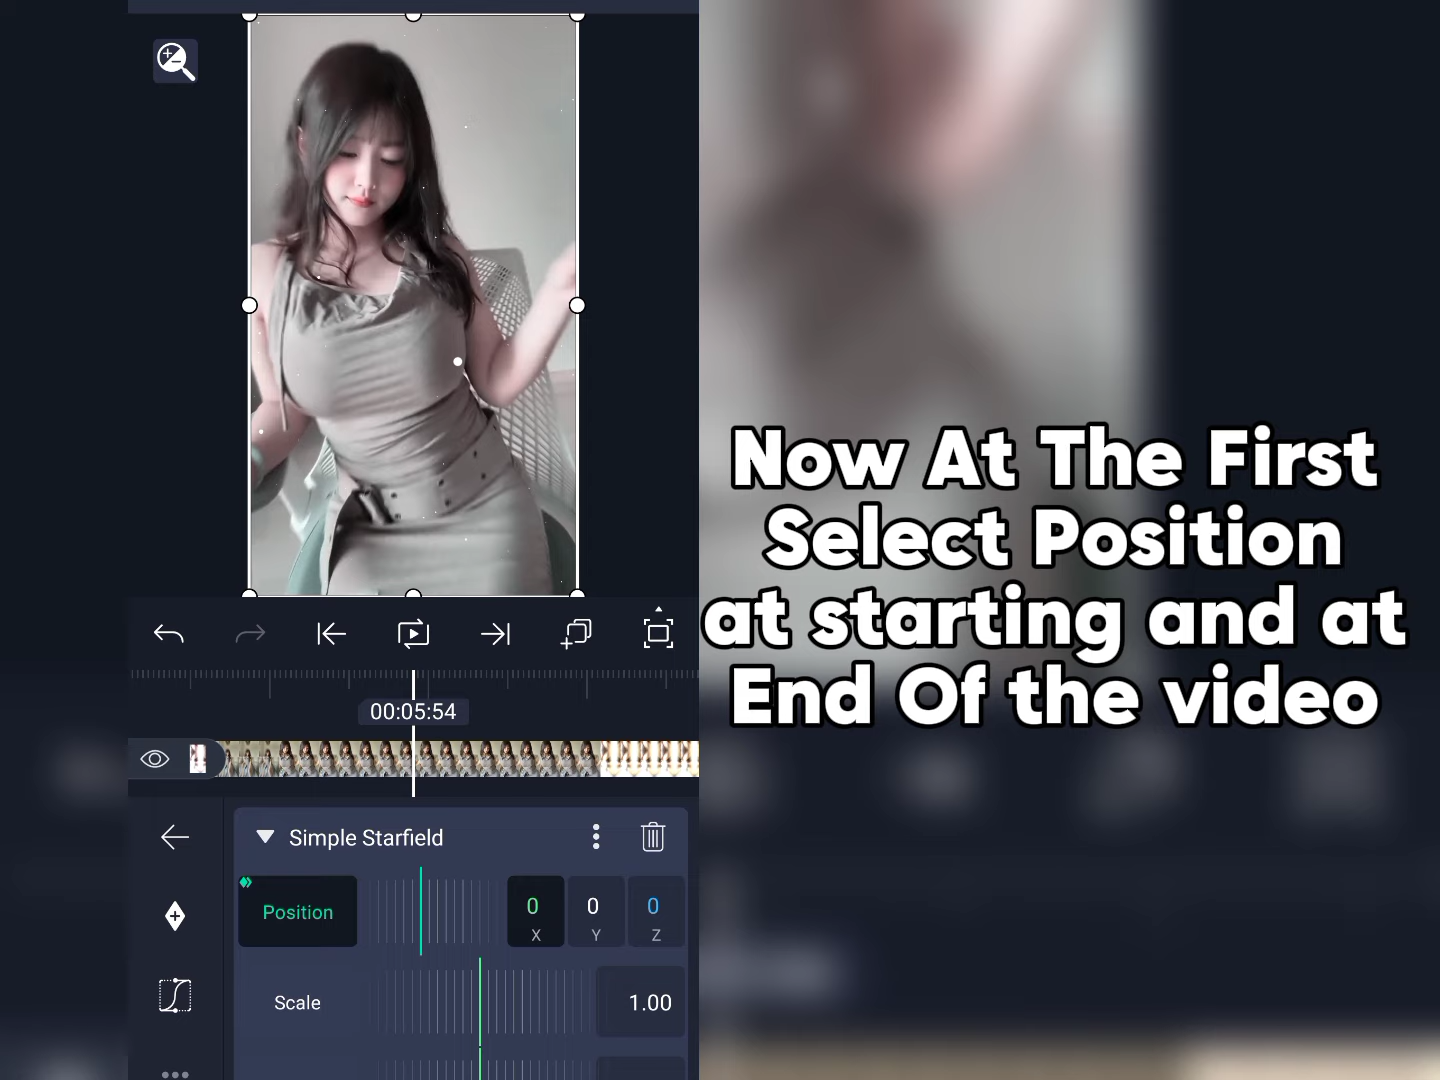 00:05:54
Simple Starfield
Position
0
0
0
X
Y
Z
Scale
1.00
Now At The First
Select Position
at starting and at
End Of the video